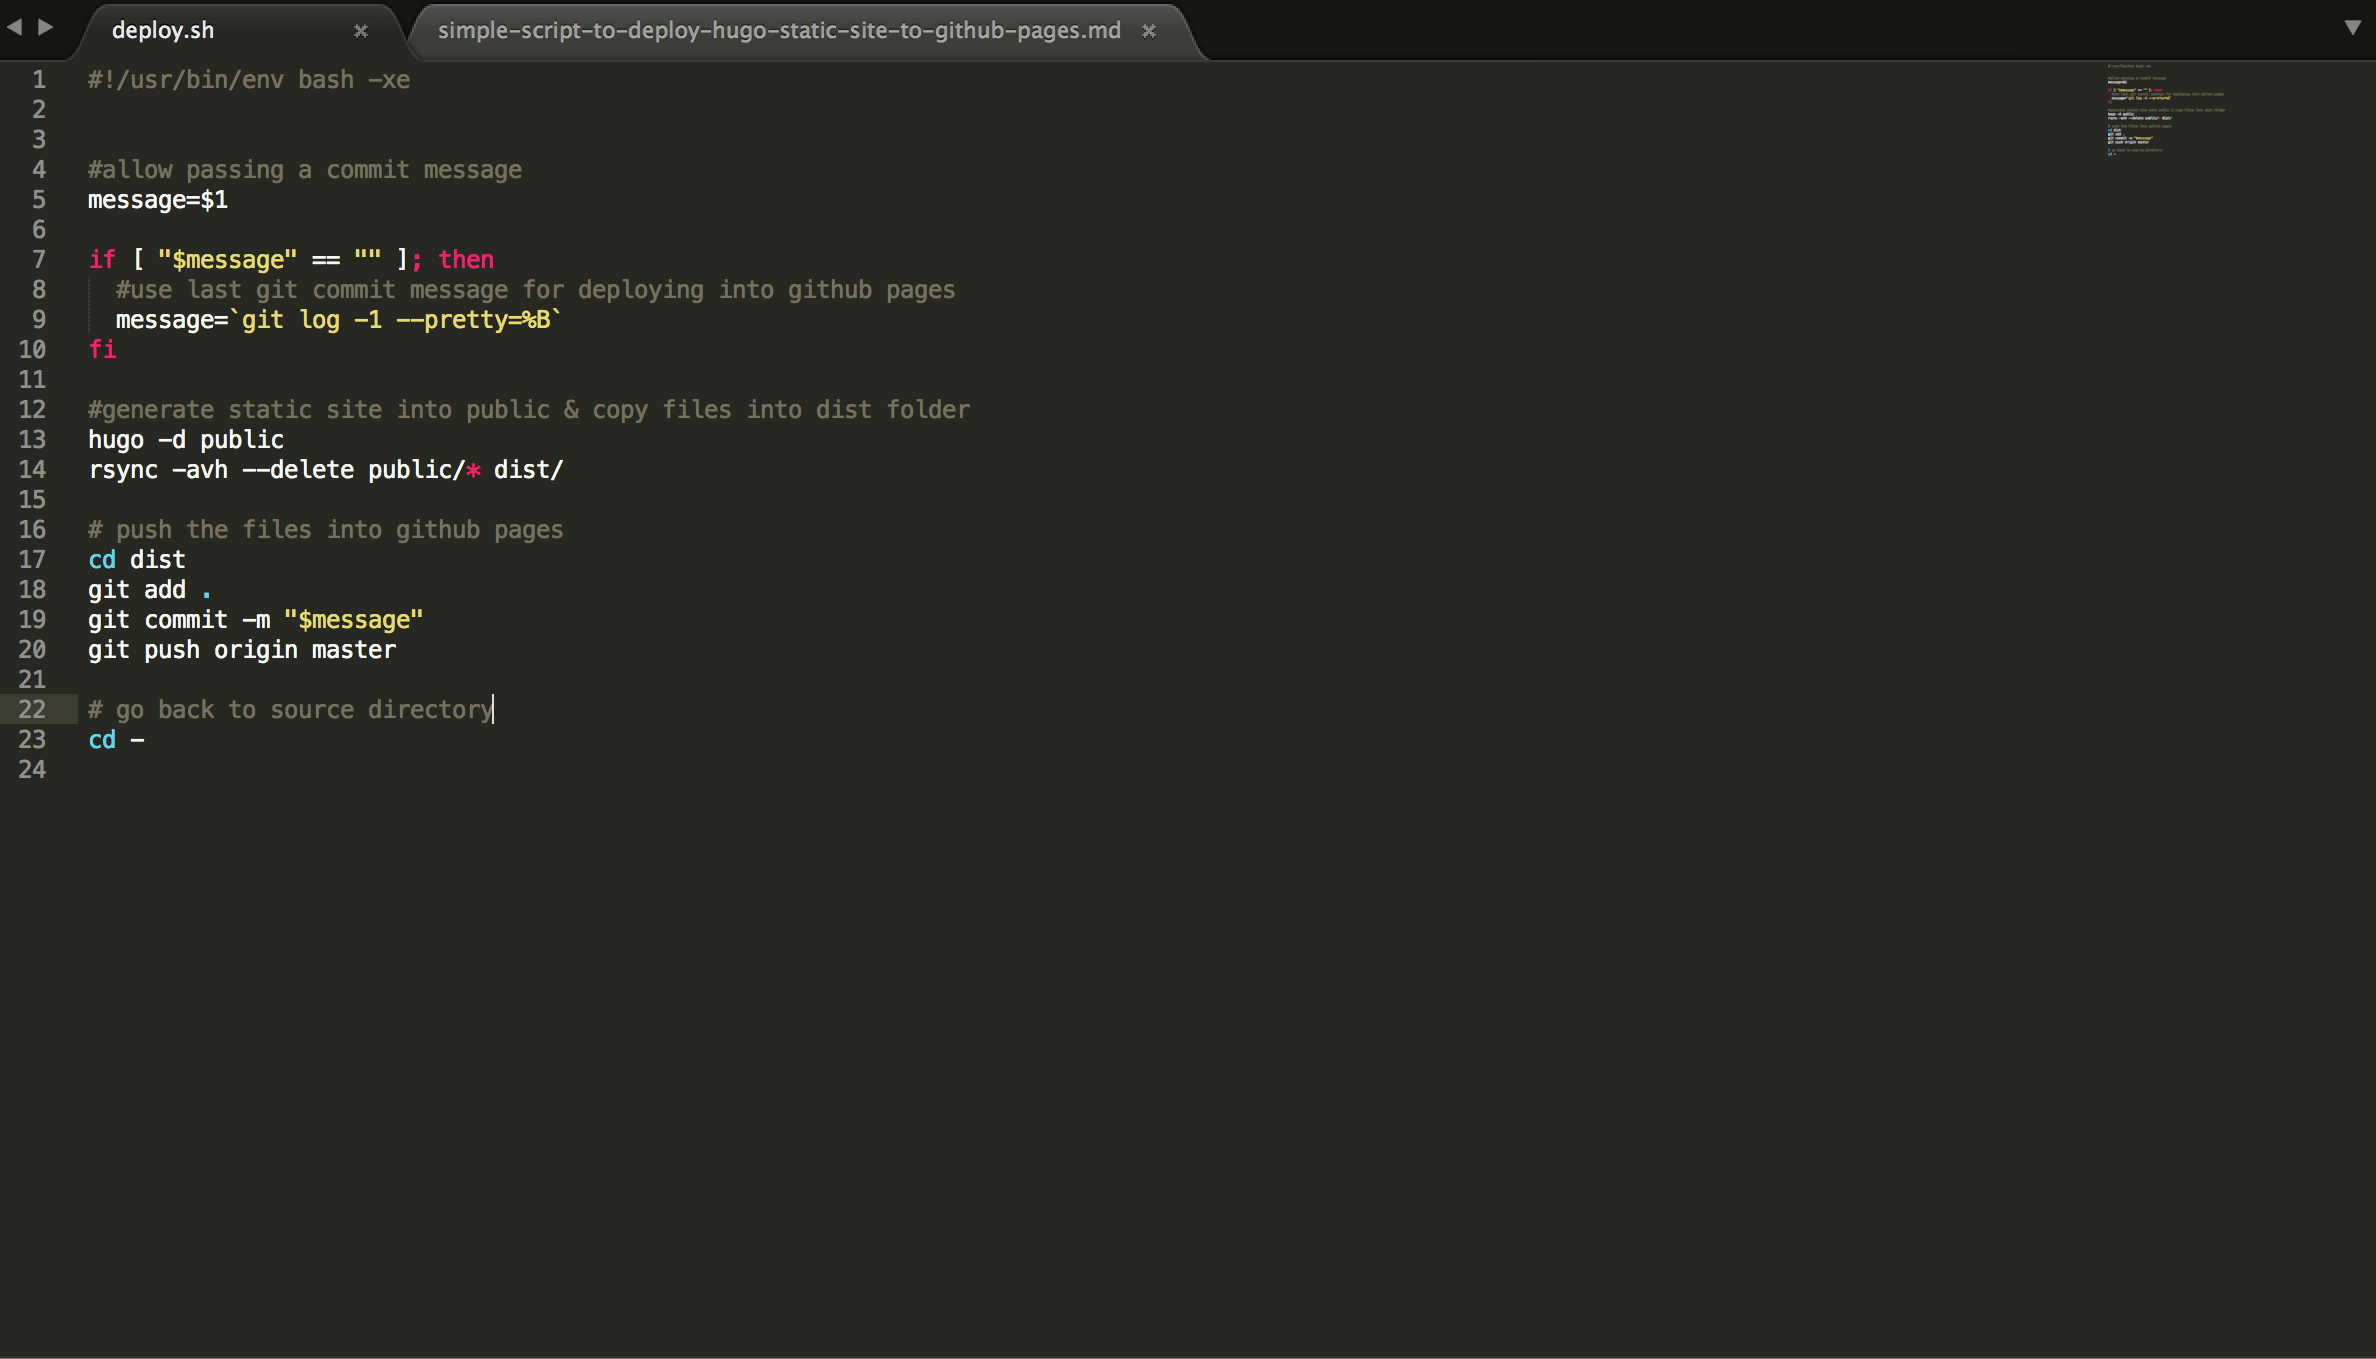 deploy.sh
simple-script-to-deploy-hugo-static-site-to-github-pages.md
1 #!/usr/bin/env bash -xe
2
3
4 #allow passing a commit message
5 message=$1
6
7 if [ "$message" == "" ]; then
8 #use last git commit message for deploying into github pages
9 message=`git log -1 --pretty=%B`
10 fi
11
12 #generate static site into public & copy files into dist folder
13 hugo -d public
14 rsync -avh --delete public/* dist/
15
16 # push the files into github pages
17 cd dist
18 git add .
19 git commit -m "$message"
20 git push origin master
21
22 # go back to source directory
23 cd -
24